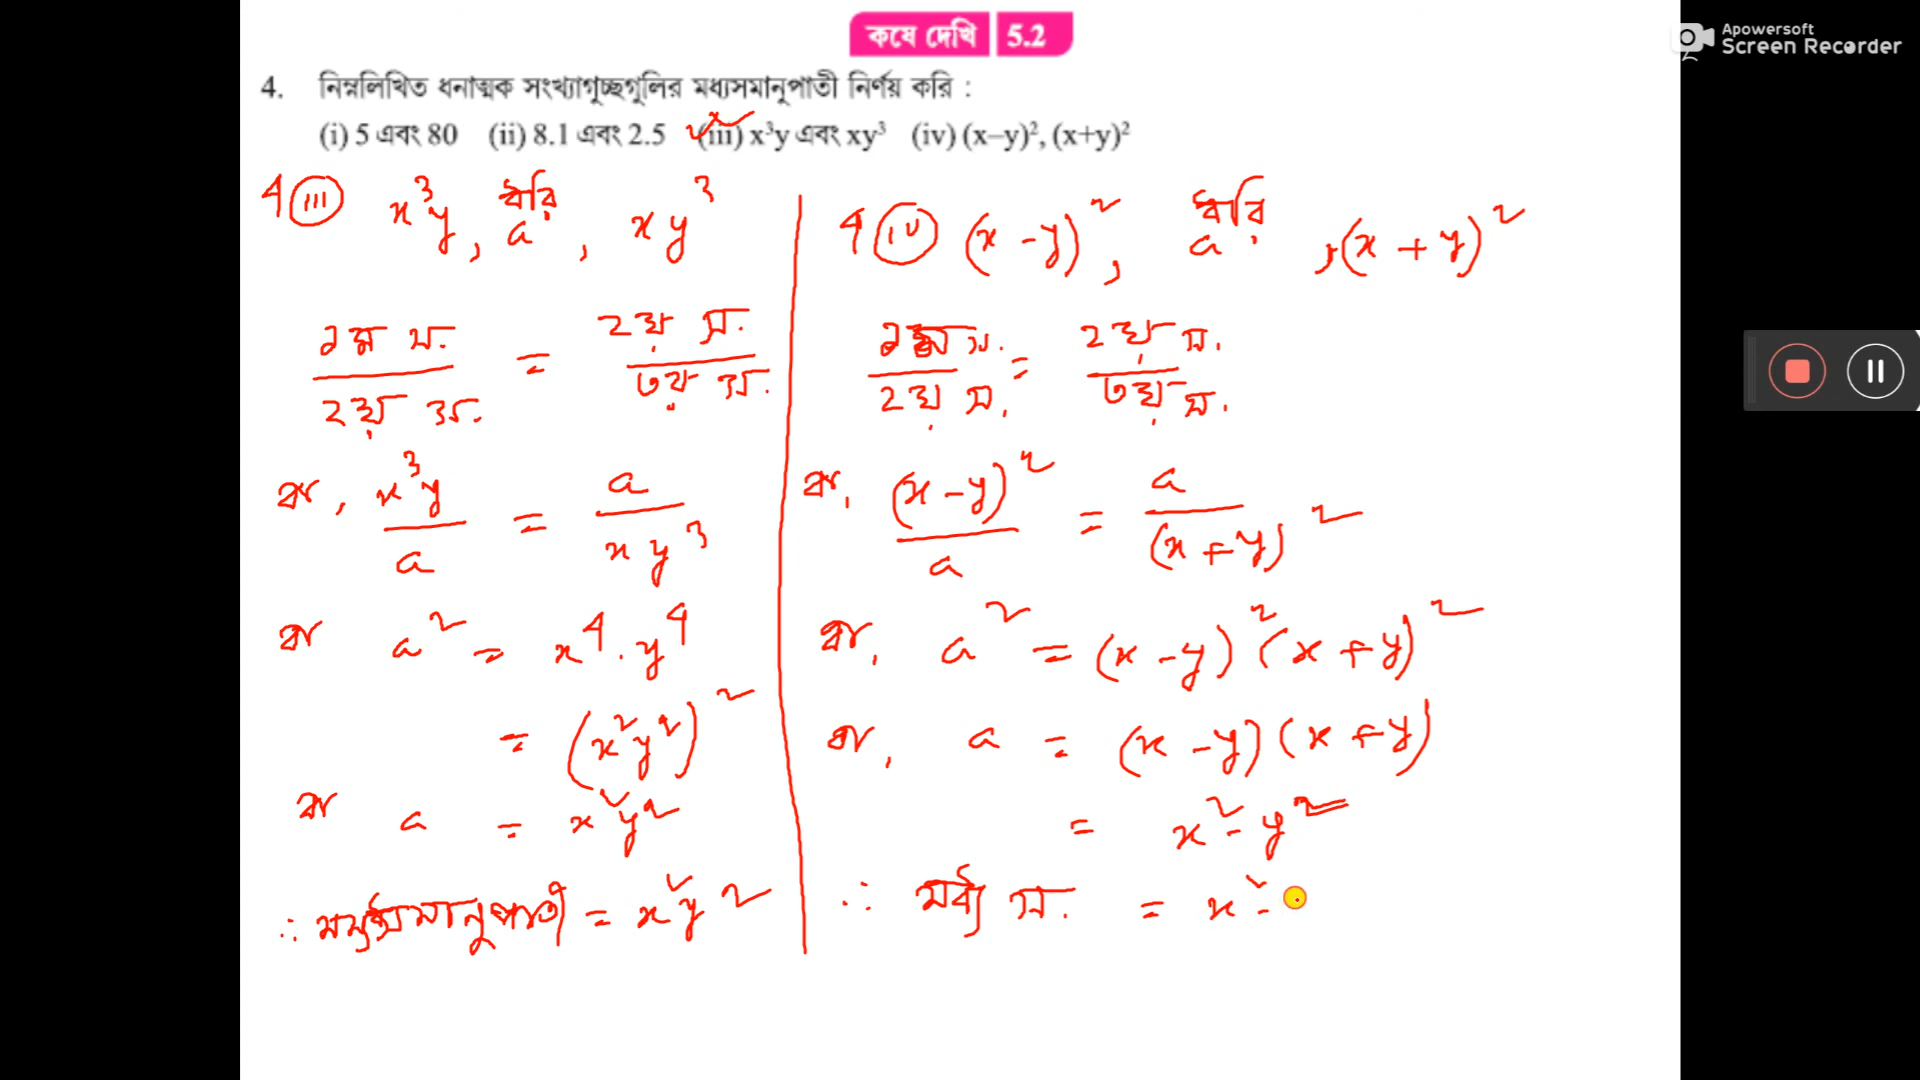 কষে দেখি 5.2
Apowersoft
Screen Recorder
4. নিম্নলিখিত ধনাত্মক সংখ্যাগুচ্ছগুলির মধ্যসমানুপাতী নির্ণয় করি :
(i) 5 এবং 80 (ii) 8.1 এবং 2.5 (iii) x³y এবং xy³ (iv) (x–y)², (x+y)²
4 (iii) x³y, ধরি a, xy³
১ম স. / ২য় স. = ২য় স. / ৩য় স.
বা, x³y / a = a / xy³
বা a² = x⁴ . y⁴
= (x²y²)²
বা a = x²y²
∴ মধ্যসমানুপাতী = x²y²
4 (iv) (x - y)², ধরি a, (x + y)²
১ম স. / ২য় স. = ২য় স. / ৩য় স.
বা, (x - y)² / a = a / (x + y)²
বা, a² = (x - y)² (x + y)²
বা, a = (x - y) (x + y)
= x² - y²
∴ মধ্য স. = x² -